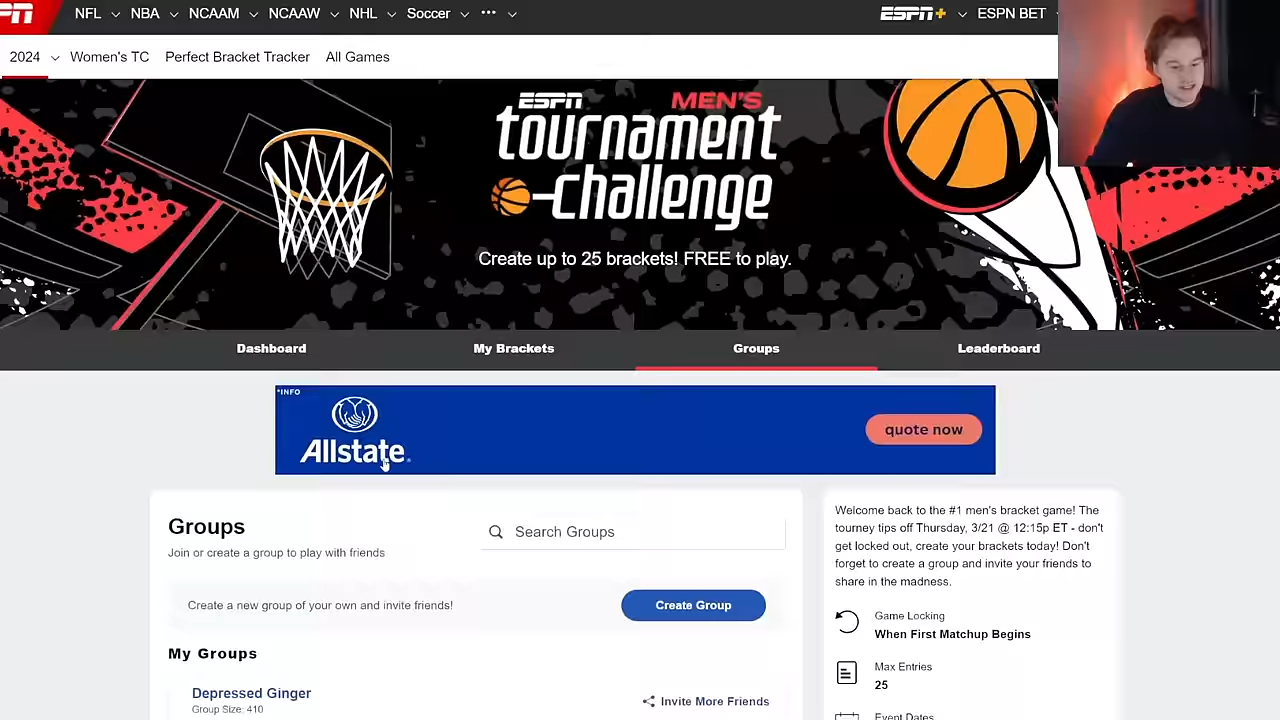 NFL NBA NCAAM NCAAW NHL Soccer ••• ESPN+ ESPN BET
2024 Women's TC Perfect Bracket Tracker All Games
ESPN MEN'S
tournament
challenge
Create up to 25 brackets! FREE to play.
Dashboard My Brackets Groups Leaderboard
*INFO
Allstate®
quote now
Groups
Join or create a group to play with friends
Search Groups
Create a new group of your own and invite friends!
Create Group
My Groups
Depressed Ginger
Group Size: 410
Invite More Friends
Welcome back to the #1 men's bracket game! The
tourney tips off Thursday, 3/21 @ 12:15p ET - don't
get locked out, create your brackets today! Don't
forget to create a group and invite your friends to
share in the madness.
Game Locking
When First Matchup Begins
Max Entries
25
Event Dates